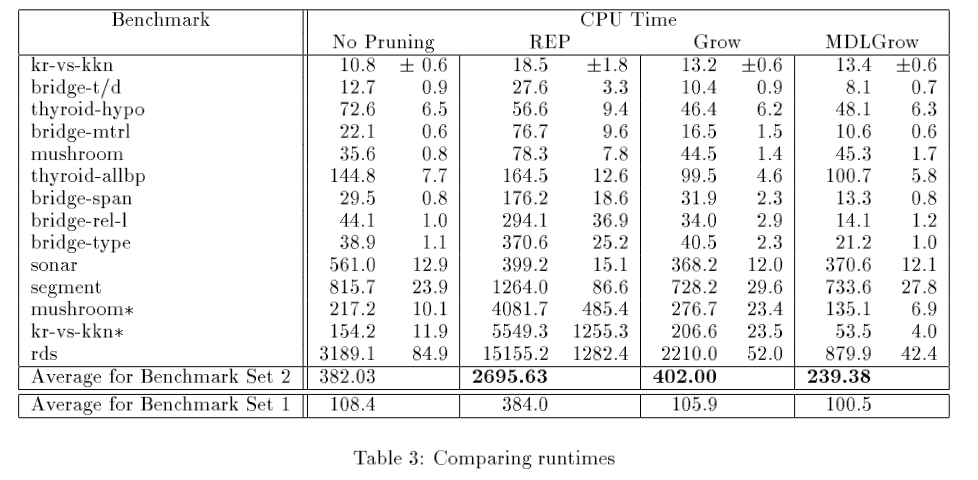 Benchmark CPU Time
No Pruning REP Grow MDLGrow
kr-vs-kkn 10.8 ± 0.6 18.5 ±1.8 13.2 ±0.6 13.4 ±0.6
bridge-t/d 12.7 0.9 27.6 3.3 10.4 0.9 8.1 0.7
thyroid-hypo 72.6 6.5 56.6 9.4 46.4 6.2 48.1 6.3
bridge-mtrl 22.1 0.6 76.7 9.6 16.5 1.5 10.6 0.6
mushroom 35.6 0.8 78.3 7.8 44.5 1.4 45.3 1.7
thyroid-allbp 144.8 7.7 164.5 12.6 99.5 4.6 100.7 5.8
bridge-span 29.5 0.8 176.2 18.6 31.9 2.3 13.3 0.8
bridge-rel-l 44.1 1.0 294.1 36.9 34.0 2.9 14.1 1.2
bridge-type 38.9 1.1 370.6 25.2 40.5 2.3 21.2 1.0
sonar 561.0 12.9 399.2 15.1 368.2 12.0 370.6 12.1
segment 815.7 23.9 1264.0 86.6 728.2 29.6 733.6 27.8
mushroom* 217.2 10.1 4081.7 485.4 276.7 23.4 135.1 6.9
kr-vs-kkn* 154.2 11.9 5549.3 1255.3 206.6 23.5 53.5 4.0
rds 3189.1 84.9 15155.2 1282.4 2210.0 52.0 879.9 42.4
Average for Benchmark Set 2 382.03 2695.63 402.00 239.38
Average for Benchmark Set 1 108.4 384.0 105.9 100.5
Table 3: Comparing runtimes